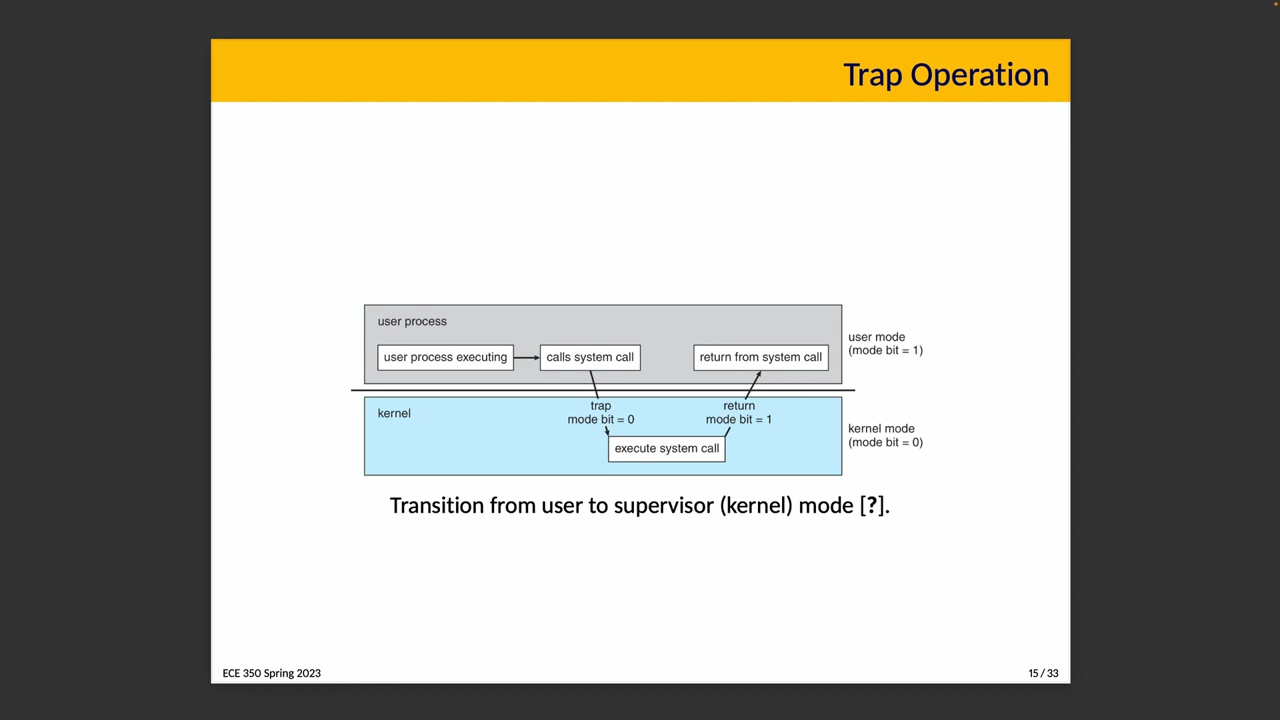 Trap Operation
user process
user process executing
calls system call
return from system call
user mode
(mode bit = 1)
kernel
trap
mode bit = 0
return
mode bit = 1
execute system call
kernel mode
(mode bit = 0)
Transition from user to supervisor (kernel) mode [?].
ECE 350 Spring 2023
15 / 33